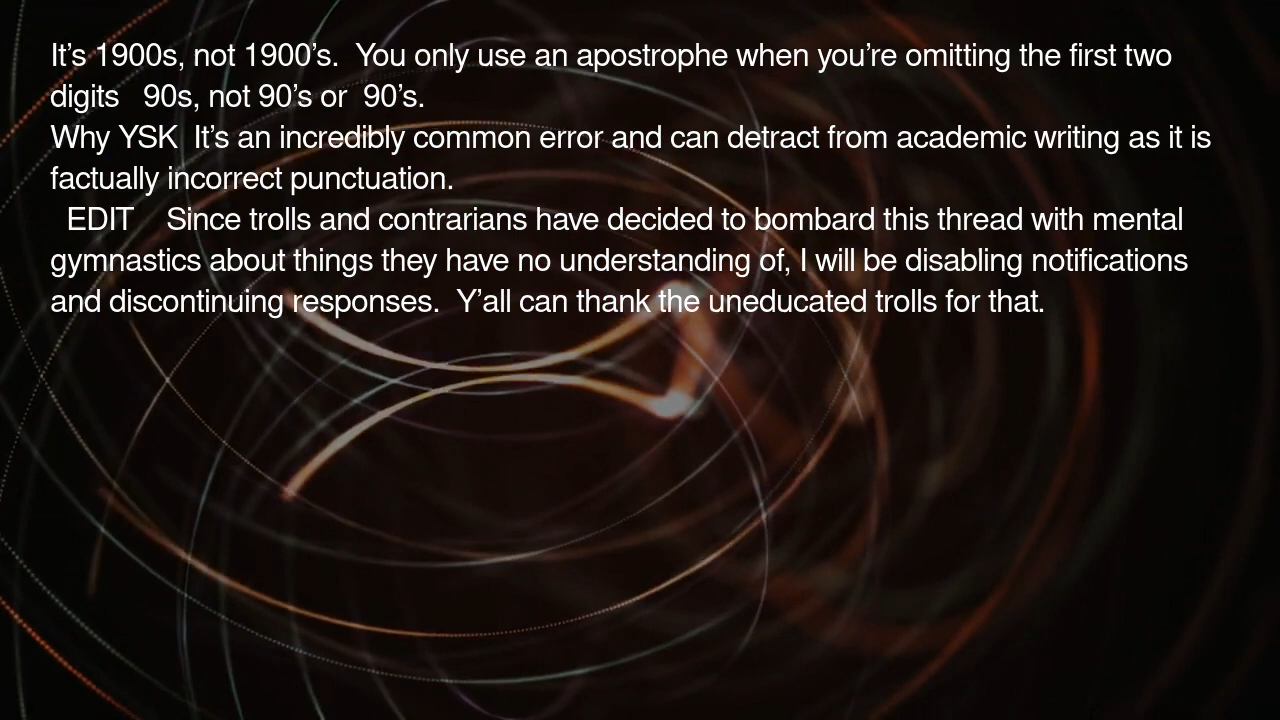 It’s 1900s, not 1900’s.  You only use an apostrophe when you’re omitting the first two
digits   90s, not 90’s or  90’s.
Why YSK  It’s an incredibly common error and can detract from academic writing as it is
factually incorrect punctuation.
EDIT    Since trolls and contrarians have decided to bombard this thread with mental
gymnastics about things they have no understanding of, I will be disabling notifications
and discontinuing responses.  Y’all can thank the uneducated trolls for that.